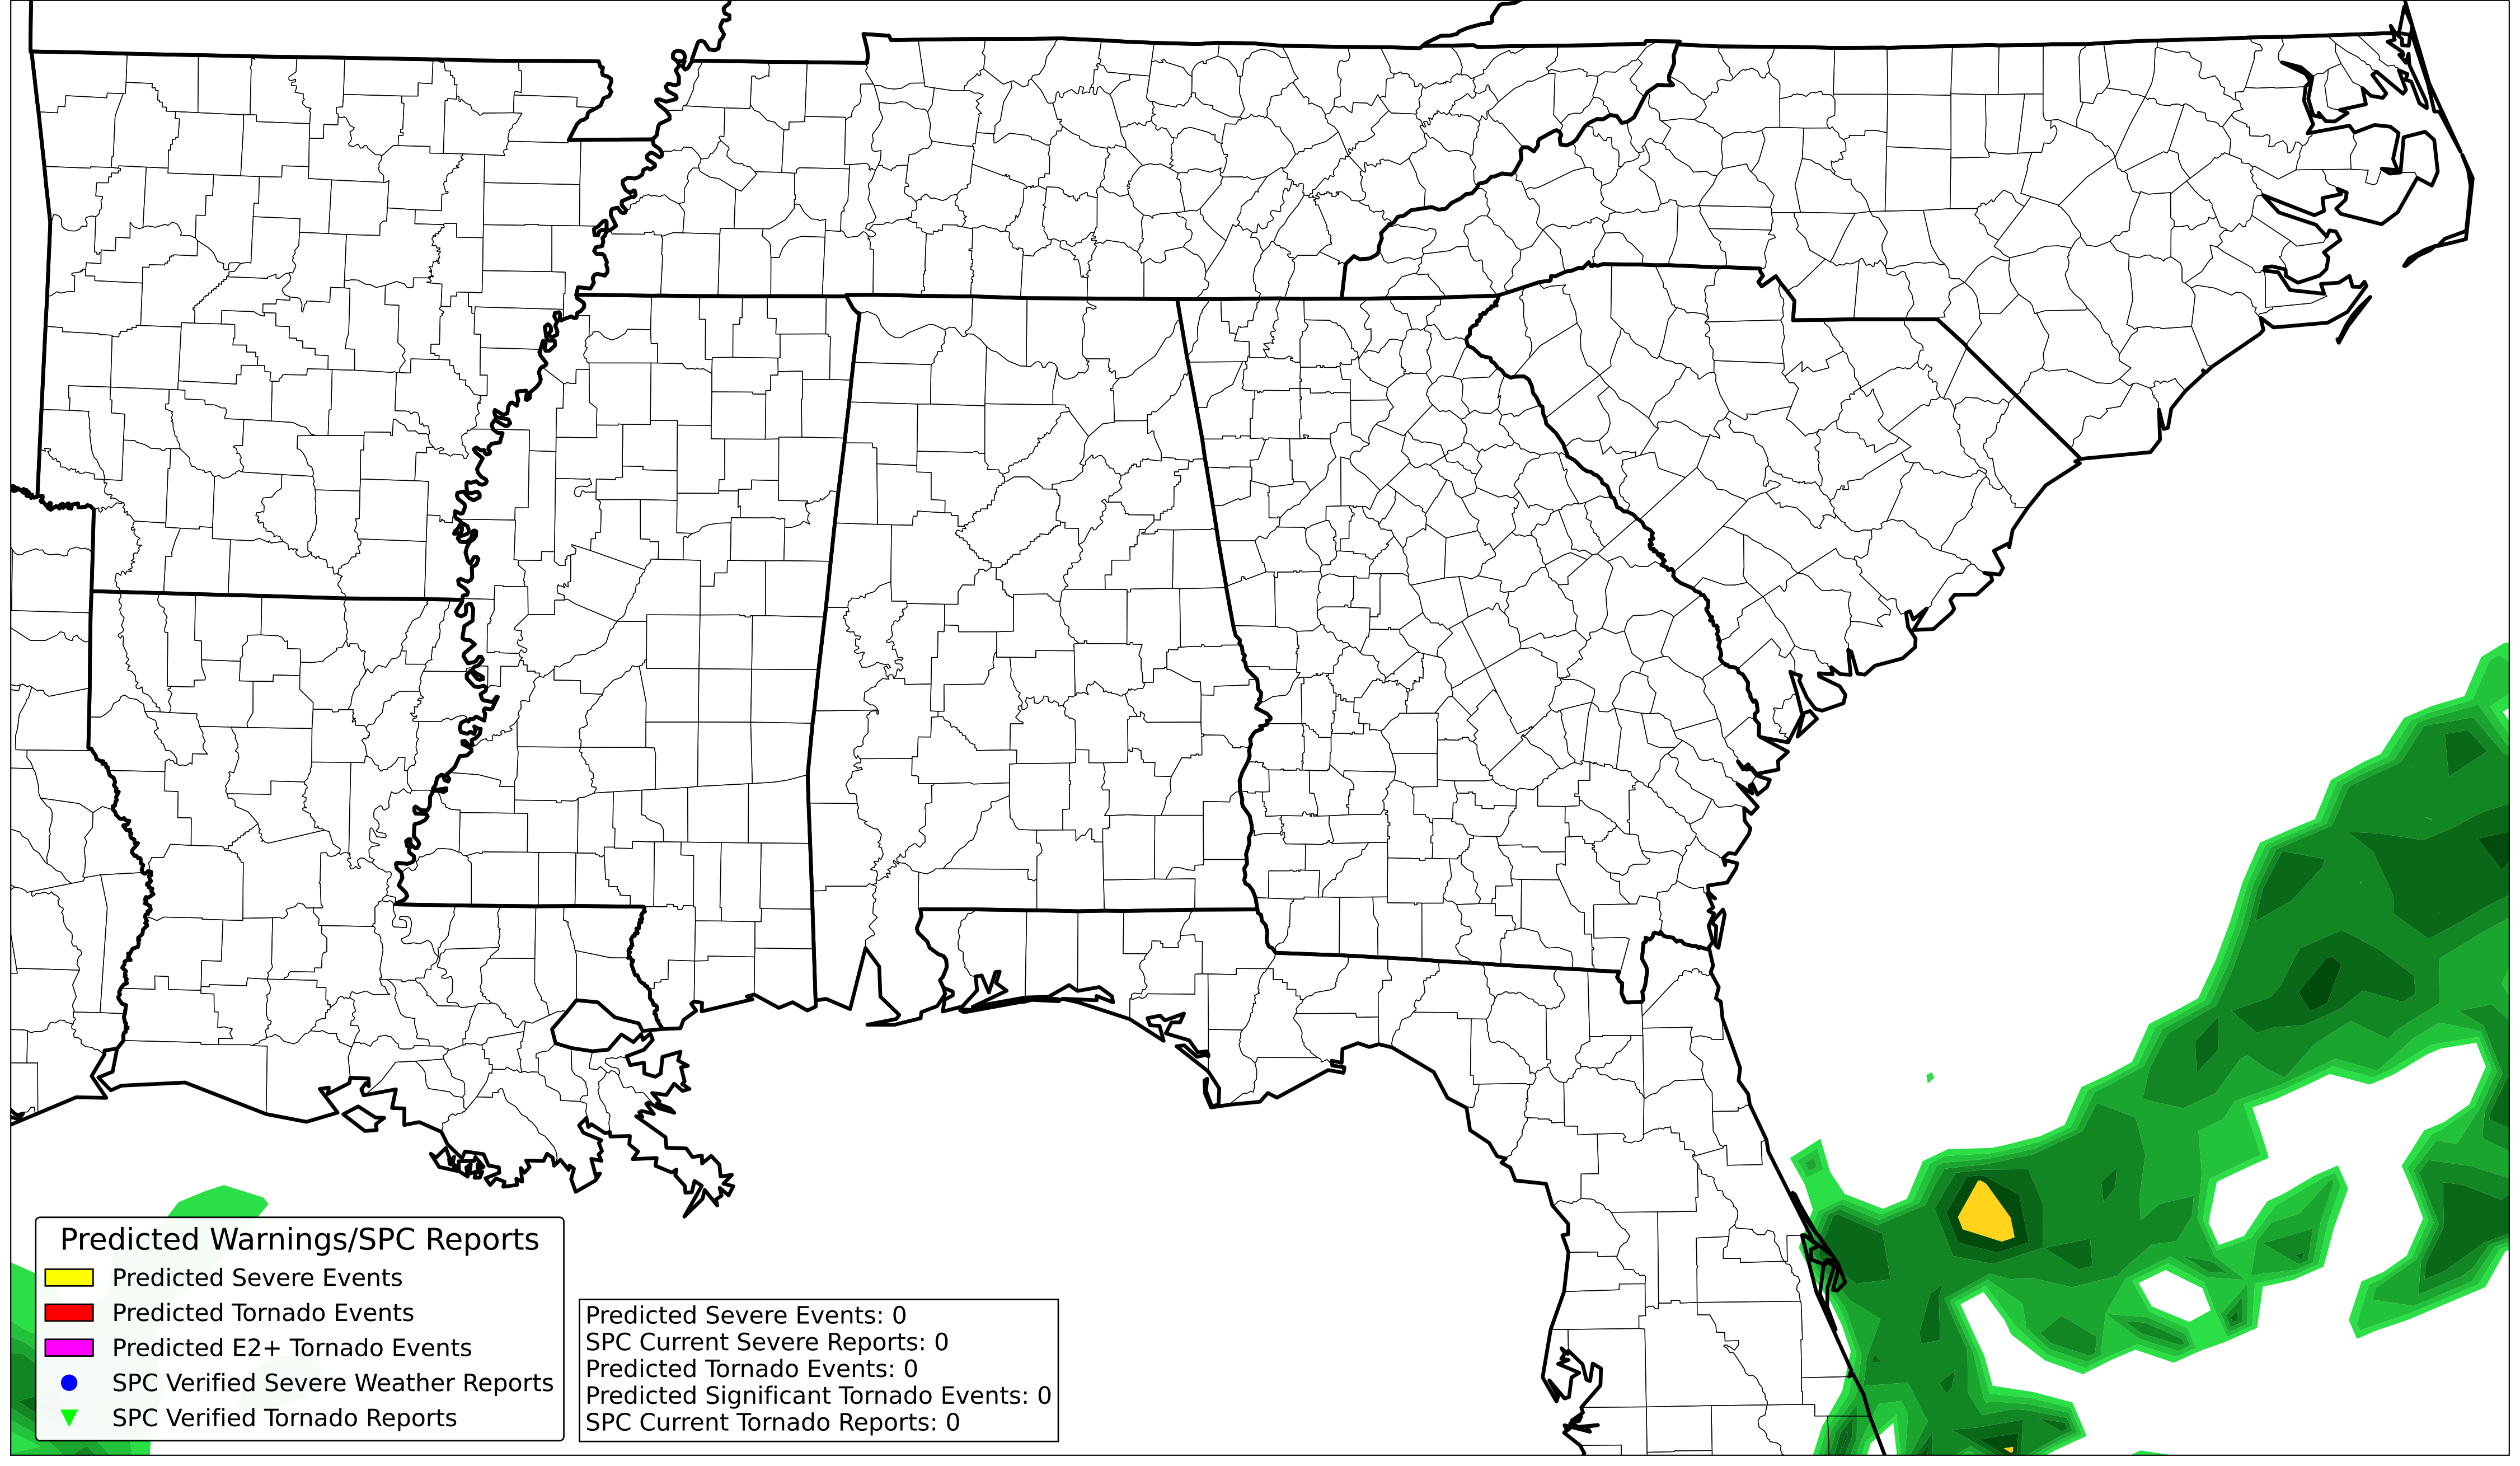 Predicted Warnings/SPC Reports
Predicted Severe Events
Predicted Tornado Events
Predicted E2+ Tornado Events
SPC Verified Severe Weather Reports
SPC Verified Tornado Reports
Predicted Severe Events: 0
SPC Current Severe Reports: 0
Predicted Tornado Events: 0
Predicted Significant Tornado Events: 0
SPC Current Tornado Reports: 0